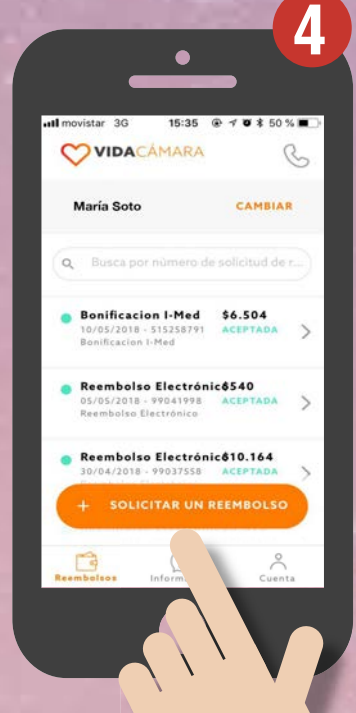 4
movistar 3G 15:35 50 %
VIDACÁMARA
María Soto CAMBIAR
Busca por número de solicitud de r...
Bonificacion I-Med $6.504
10/05/2018 - 515258791 ACEPTADA
Bonificacion I-Med
Reembolso Electrónic$540
05/05/2018 - 99041998 ACEPTADA
Reembolso Electrónico
Reembolso Electrónic$10.164
30/04/2018 - 99037558 ACEPTADA
+ SOLICITAR UN REEMBOLSO
Reembolsos Inform Cuenta